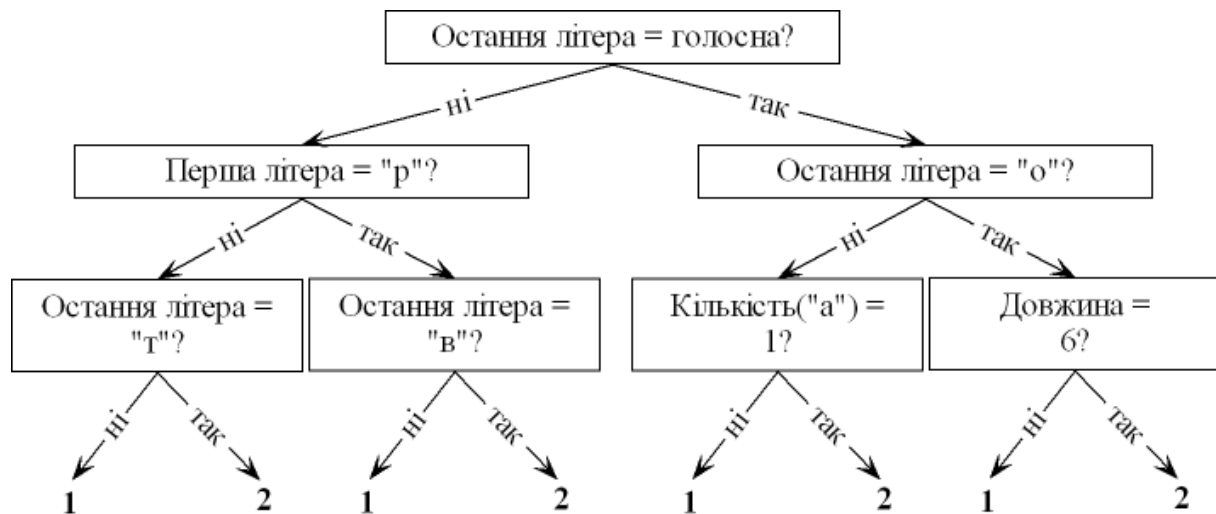 Остання літера = голосна?
ні
так
Перша літера = "р"?
Остання літера = "о"?
ні
так
ні
так
Остання літера =
"т"?
Остання літера =
"в"?
Кількість("а") =
1?
Довжина =
6?
ні
так
ні
так
ні
так
ні
так
1
2
1
2
1
2
1
2